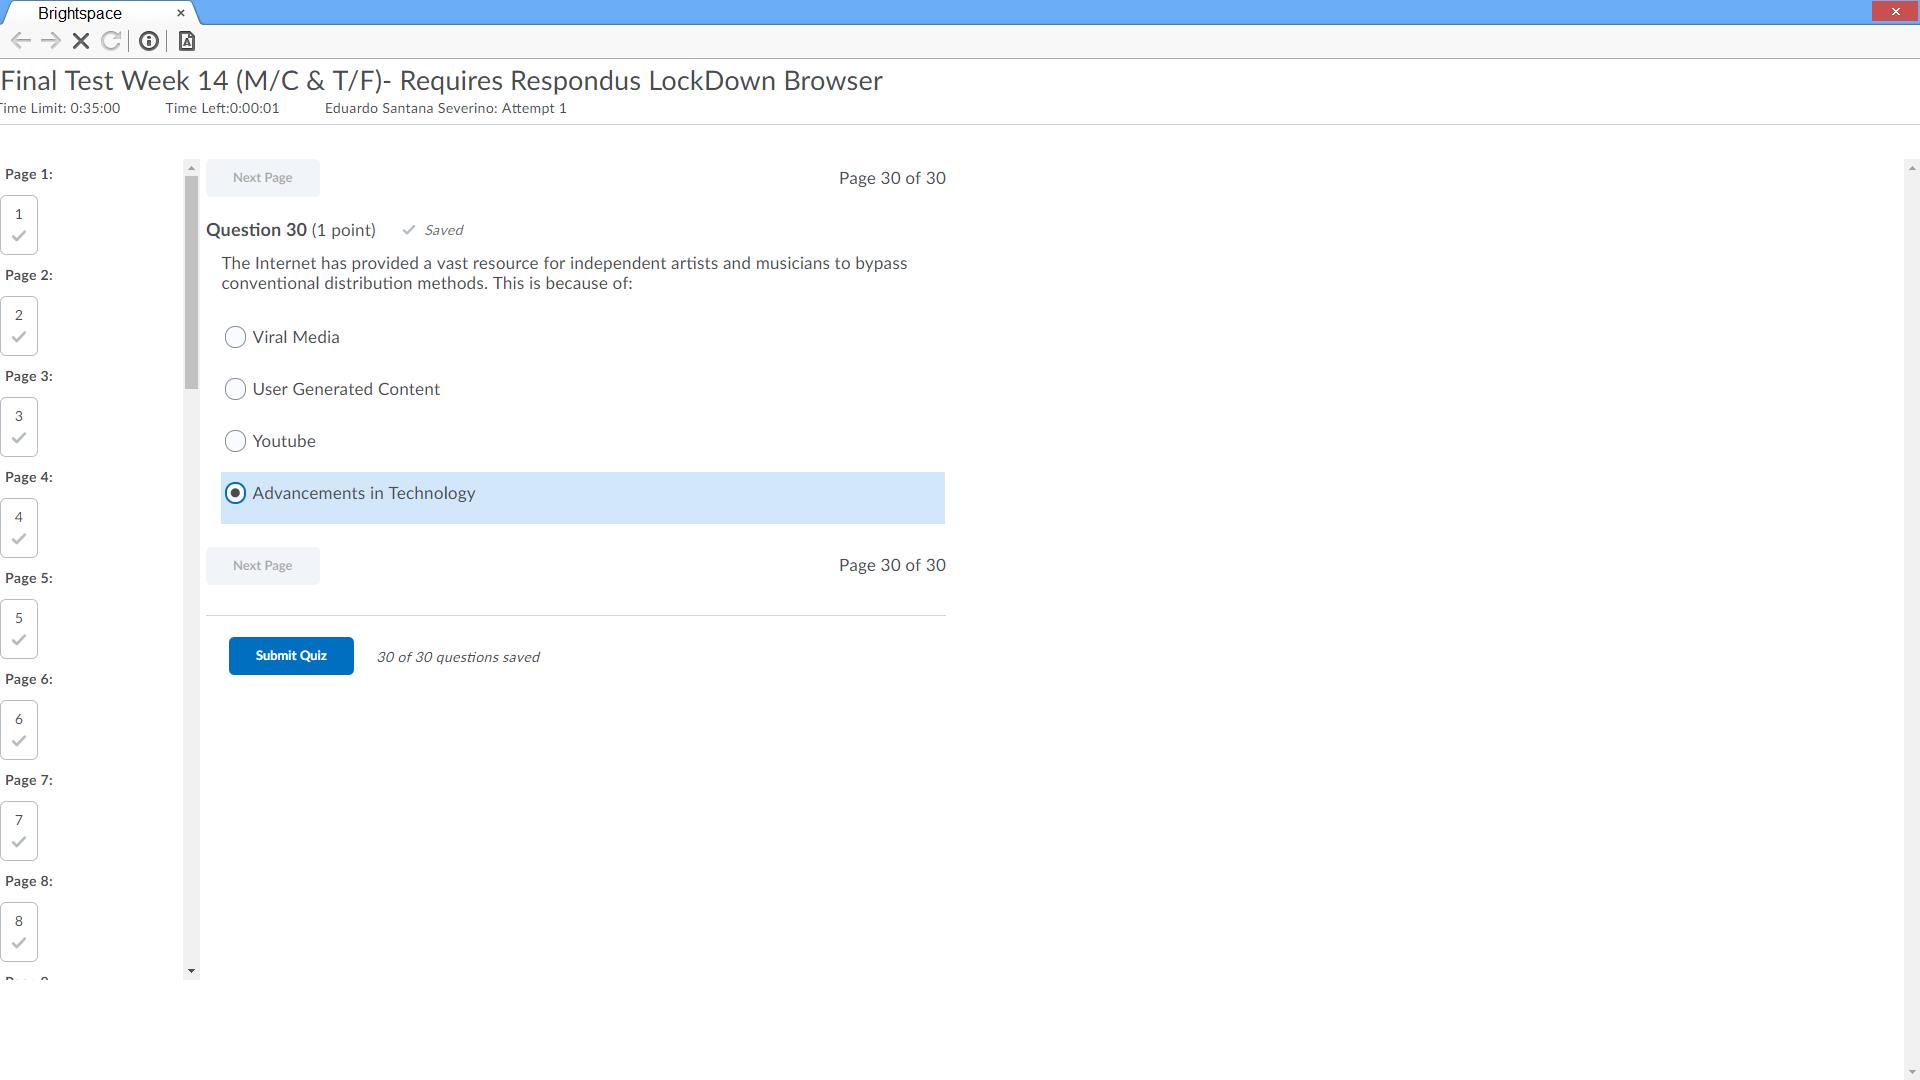 Brightspace
Final Test Week 14 (M/C & T/F)- Requires Respondus LockDown Browser
Time Limit: 0:35:00 Time Left:0:00:01 Eduardo Santana Severino: Attempt 1
Page 1:
1
Page 2:
2
Page 3:
3
Page 4:
4
Page 5:
5
Page 6:
6
Page 7:
7
Page 8:
8
Next Page Page 30 of 30
Question 30 (1 point) Saved
The Internet has provided a vast resource for independent artists and musicians to bypass
conventional distribution methods. This is because of:
Viral Media
User Generated Content
Youtube
Advancements in Technology
Next Page Page 30 of 30
Submit Quiz 30 of 30 questions saved